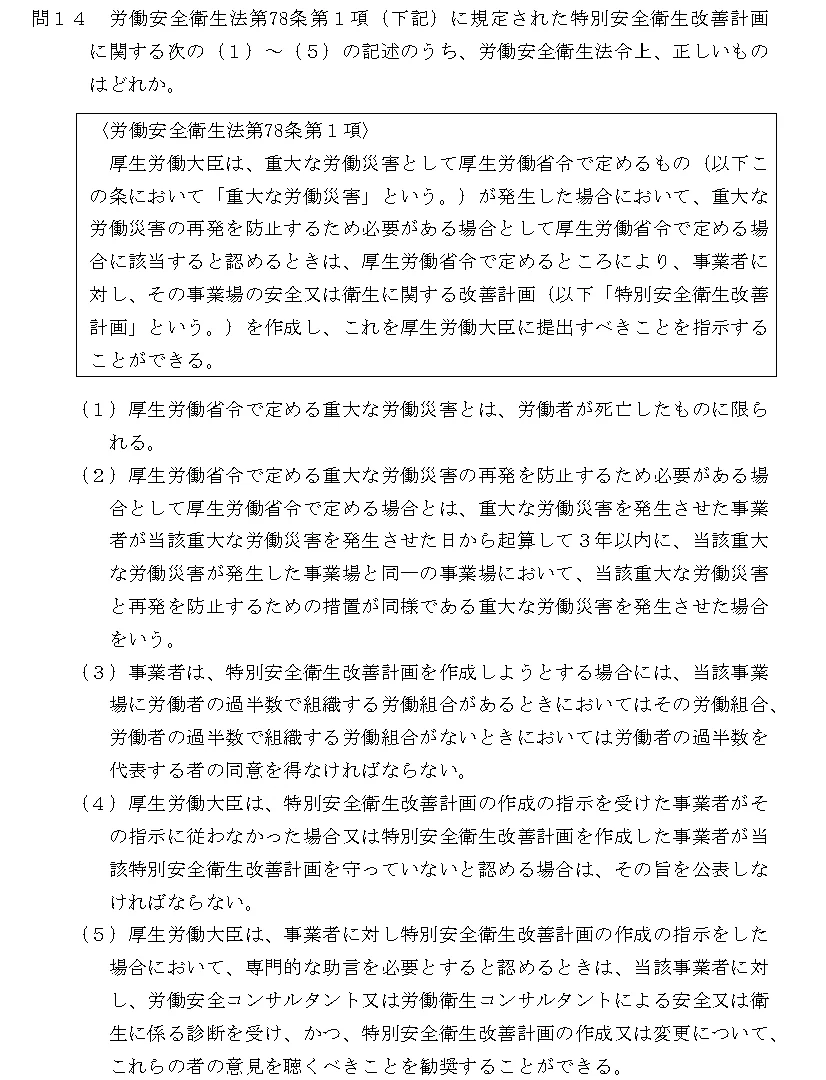 問１４　労働安全衛生法第78条第１項（下記）に規定された特別安全衛生改善計画
に関する次の（１）～（５）の記述のうち、労働安全衛生法令上、正しいもの
はどれか。
〈労働安全衛生法第78条第１項〉
厚生労働大臣は、重大な労働災害として厚生労働省令で定めるもの（以下こ
の条において「重大な労働災害」という。）が発生した場合において、重大な
労働災害の再発を防止するため必要がある場合として厚生労働省令で定める場
合に該当すると認めるときは、厚生労働省令で定めるところにより、事業者に
対し、その事業場の安全又は衛生に関する改善計画（以下「特別安全衛生改善
計画」という。）を作成し、これを厚生労働大臣に提出すべきことを指示する
ことができる。
（１）厚生労働省令で定める重大な労働災害とは、労働者が死亡したものに限ら
れる。
（２）厚生労働省令で定める重大な労働災害の再発を防止するため必要がある場
合として厚生労働省令で定める場合とは、重大な労働災害を発生させた事業
者が当該重大な労働災害を発生させた日から起算して３年以内に、当該重大
な労働災害が発生した事業場と同一の事業場において、当該重大な労働災害
と再発を防止するための措置が同様である重大な労働災害を発生させた場合
をいう。
（３）事業者は、特別安全衛生改善計画を作成しようとする場合には、当該事業
場に労働者の過半数で組織する労働組合があるときにおいてはその労働組合、
労働者の過半数で組織する労働組合がないときにおいては労働者の過半数を
代表する者の同意を得なければならない。
（４）厚生労働大臣は、特別安全衛生改善計画の作成の指示を受けた事業者がそ
の指示に従わなかった場合又は特別安全衛生改善計画を作成した事業者が当
該特別安全衛生改善計画を守っていないと認める場合は、その旨を公表しな
ければならない。
（５）厚生労働大臣は、事業者に対し特別安全衛生改善計画の作成の指示をした
場合において、専門的な助言を必要とすると認めるときは、当該事業者に対
し、労働安全コンサルタント又は労働衛生コンサルタントによる安全又は衛
生に係る診断を受け、かつ、特別安全衛生改善計画の作成又は変更について、
これらの者の意見を聴くべきことを勧奨することができる。